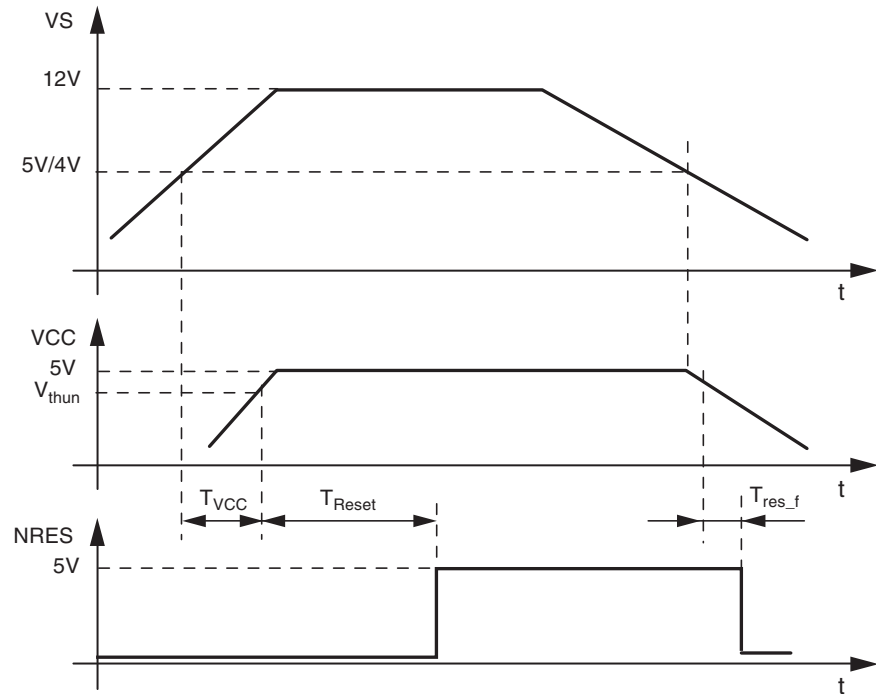 VS
12V
5V/4V
t
VCC
5V
Vthun
t
TVCC
TReset
Tres_f
NRES
5V
t